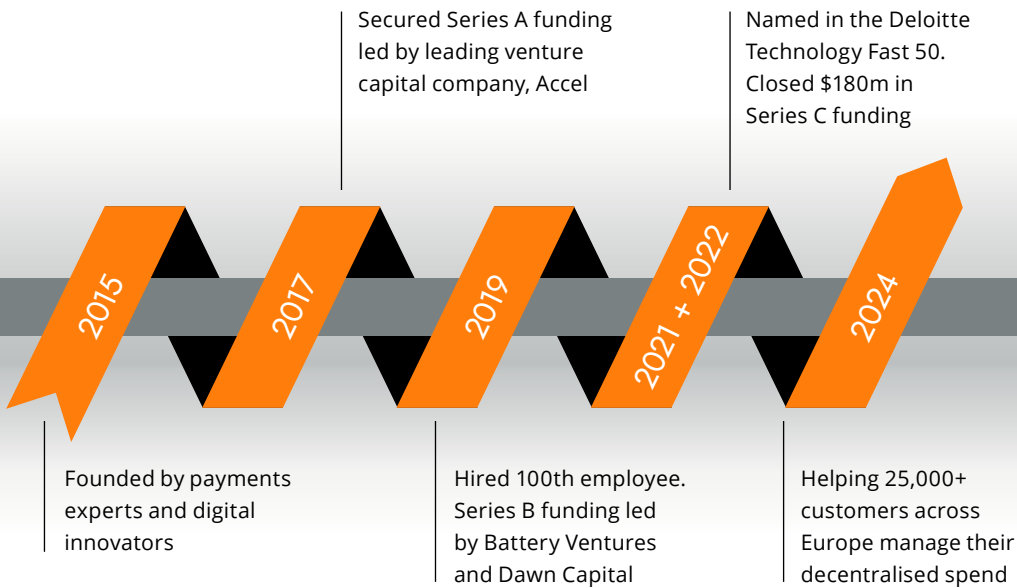 Secured Series A funding
led by leading venture
capital company, Accel
Named in the Deloitte
Technology Fast 50.
Closed $180m in
Series C funding
2015
2017
2019
2021 + 2022
2024
Founded by payments
experts and digital
innovators
Hired 100th employee.
Series B funding led
by Battery Ventures
and Dawn Capital
Helping 25,000+
customers across
Europe manage their
decentralised spend